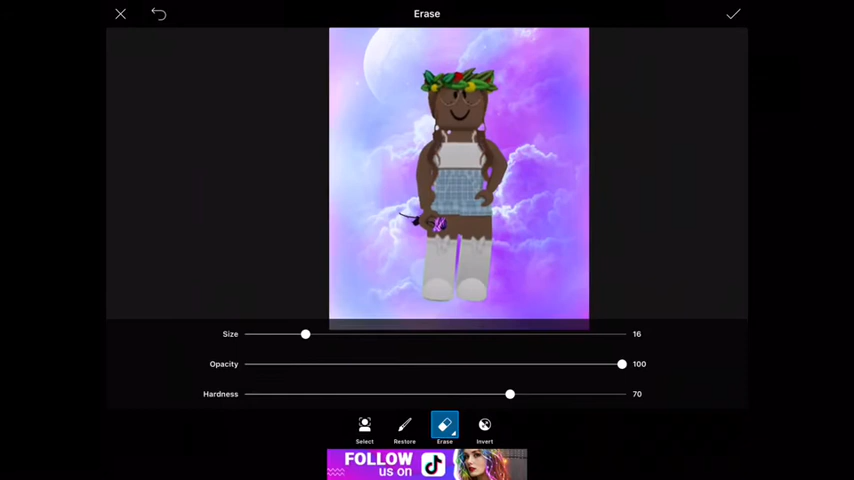 Erase
Size 16
Opacity 100
Hardness 70
Select Restore Erase Invert
FOLLOW
us on